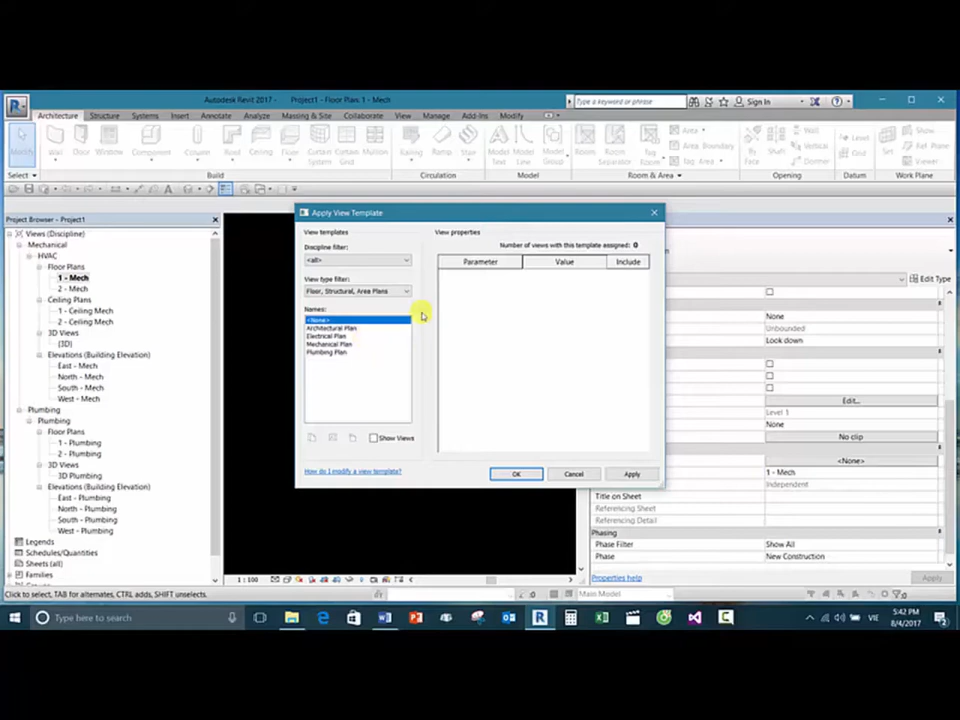 Autodesk Revit 2017 - Project1 - Floor Plan: 1 - Mech
Type a keyword or phrase
Sign In
Architecture Structure Systems Insert Annotate Analyze Massing & Site Collaborate View Manage Add-Ins Modify
Modify Wall Door Window Component Column Roof Ceiling Floor Curtain System Curtain Grid Mullion Railing Ramp Stair Model Text Model Line Model Group Room Room Separator Tag Room Area Area Boundary Tag Area By Face Shaft Wall Vertical Dormer Level Grid Set Show Ref Plane Viewer
Select Build Circulation Model Room & Area Opening Datum Work Plane
Project Browser - Project1
Views (Discipline)
Mechanical
HVAC
Floor Plans
1 - Mech
2 - Mech
Ceiling Plans
1 - Ceiling Mech
2 - Ceiling Mech
3D Views
{3D}
Elevations (Building Elevation)
East - Mech
North - Mech
South - Mech
West - Mech
Plumbing
Plumbing
Floor Plans
1 - Plumbing
2 - Plumbing
3D Views
3D Plumbing
Elevations (Building Elevation)
East - Plumbing
North - Plumbing
South - Plumbing
West - Plumbing
Legends
Schedules/Quantities
Sheets (all)
Families
Apply View Template
View templates
Discipline filter:
<all>
View type filter:
Floor, Structural, Area Plans
Names:
<None>
Architectural Plan
Electrical Plan
Mechanical Plan
Plumbing Plan
Show Views
How do I modify a view template?
View properties
Number of views with this template assigned: 0
Parameter Value Include
OK Cancel Apply
Edit Type
None
Unbounded
Look down
Edit...
Level 1
None
No clip
<None>
1 - Mech
Independent
Title on Sheet
Referencing Sheet
Referencing Detail
Phasing
Phase Filter Show All
Phase New Construction
Properties help
Apply
1 : 100
Click to select, TAB for alternates, CTRL adds, SHIFT unselects.
:0
Main Model
:0
Type here to search
VIE
5:42 PM
8/4/2017